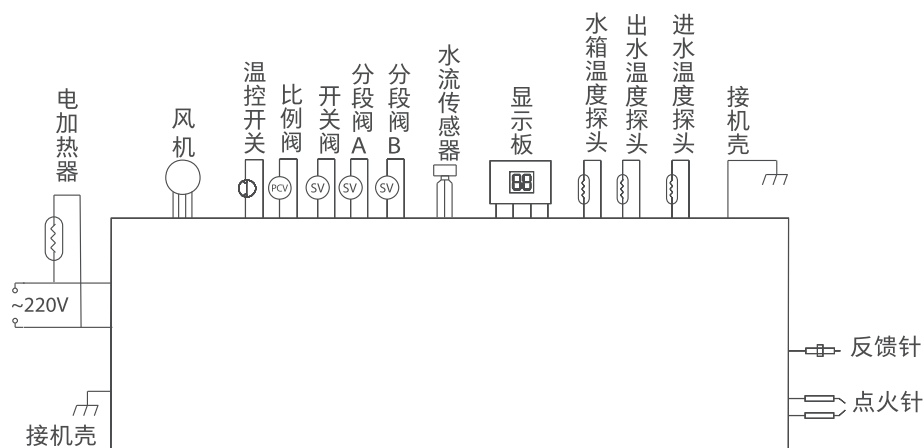 电加热器
风机
温控开关
比例阀
开关阀
分段阀A
分段阀B
水流传感器
显示板
水箱温度探头
出水温度探头
进水温度探头
接机壳
PCV
SV
SV
SV
88
~220V
反馈针
点火针
接机壳